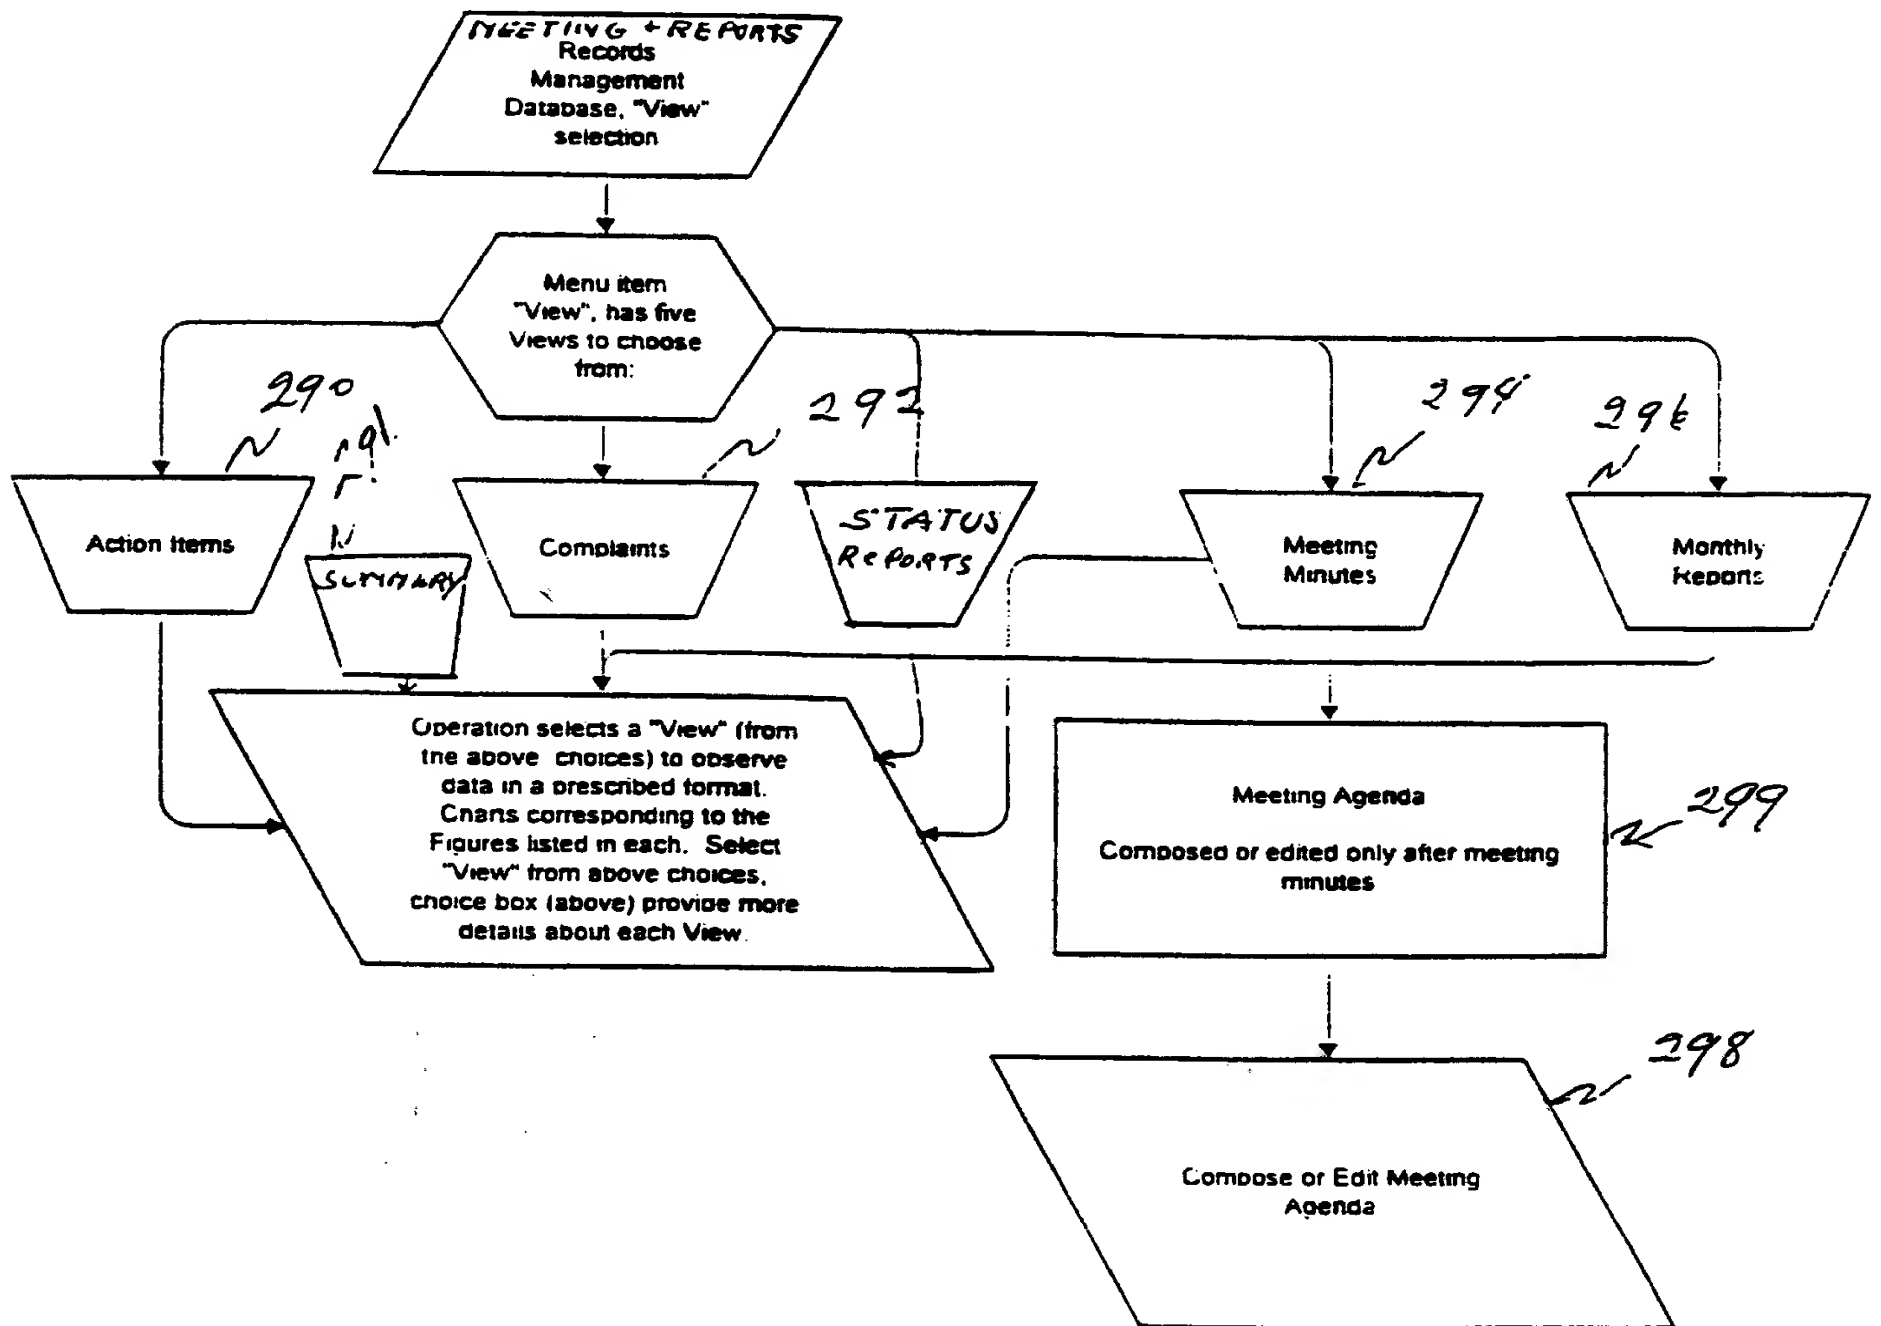 MEETING + REPORTS
Records
Management
Database, "View"
selection
Menu item
"View", has five
Views to choose
from:
290
292
294
296
Action Items
SUMMARY
Complaints
STATUS
REPORTS
Meeting
Minutes
Monthly
Reports
Operation selects a "View" (from
the above choices) to observe
data in a prescribed format.
Charts corresponding to the
Figures listed in each. Select
"View" from above choices,
choice box (above) provide more
details about each View.
Meeting Agenda
Composed or edited only after meeting
minutes
299
298
Compose or Edit Meeting
Agenda